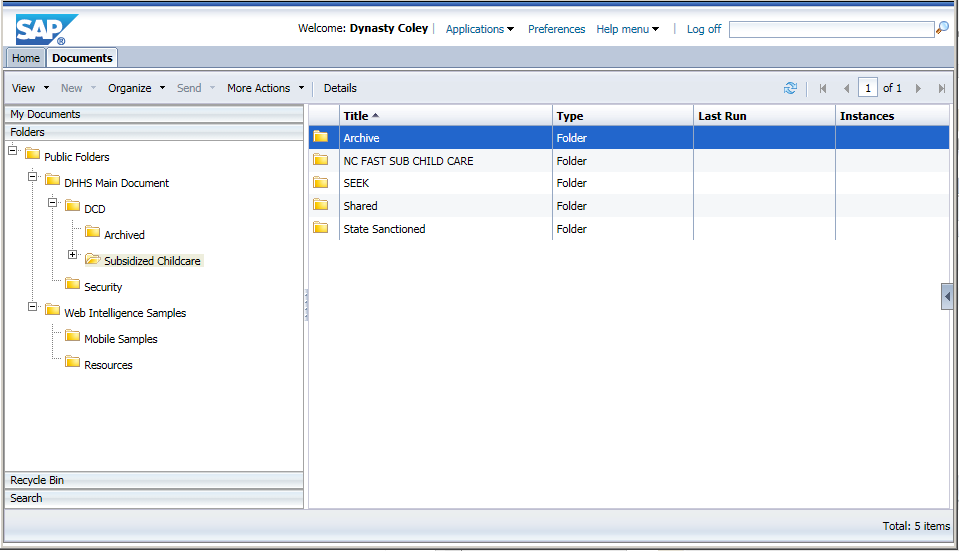 SAP®
Welcome: Dynasty Coley Applications Preferences Help menu Log off
Home Documents
View New Organize Send More Actions Details 1 of 1
My Documents
Folders
Public Folders
DHHS Main Document
DCD
Archived
Subsidized Childcare
Security
Web Intelligence Samples
Mobile Samples
Resources
Recycle Bin
Search
Title Type Last Run Instances
Archive Folder
NC FAST SUB CHILD CARE Folder
SEEK Folder
Shared Folder
State Sanctioned Folder
Total: 5 items